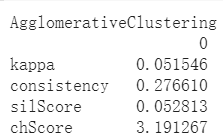 AgglomerativeClustering
0
kappa 0.051546
consistency 0.276610
silScore 0.052813
chScore 3.191267